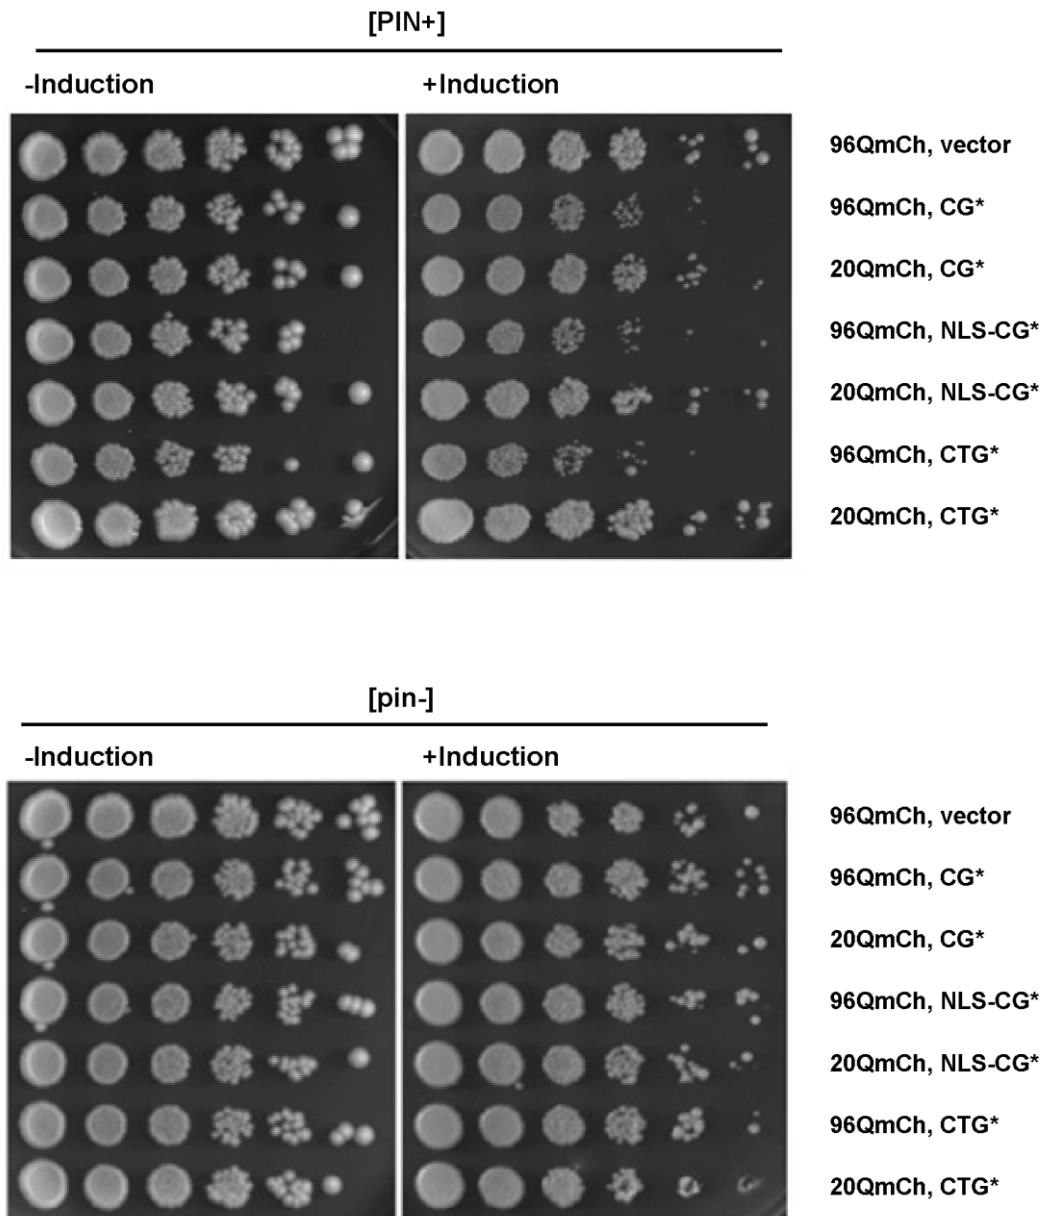 [PIN+]
-Induction
+Induction
96QmCh, vector
96QmCh, CG*
20QmCh, CG*
96QmCh, NLS-CG*
20QmCh, NLS-CG*
96QmCh, CTG*
20QmCh, CTG*
[pin-]
-Induction
+Induction
96QmCh, vector
96QmCh, CG*
20QmCh, CG*
96QmCh, NLS-CG*
20QmCh, NLS-CG*
96QmCh, CTG*
20QmCh, CTG*